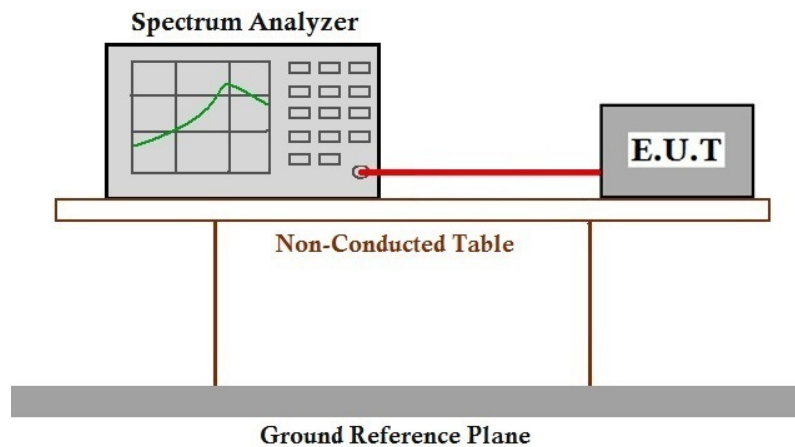 Spectrum Analyzer
E.U.T
Non-Conducted Table
Ground Reference Plane